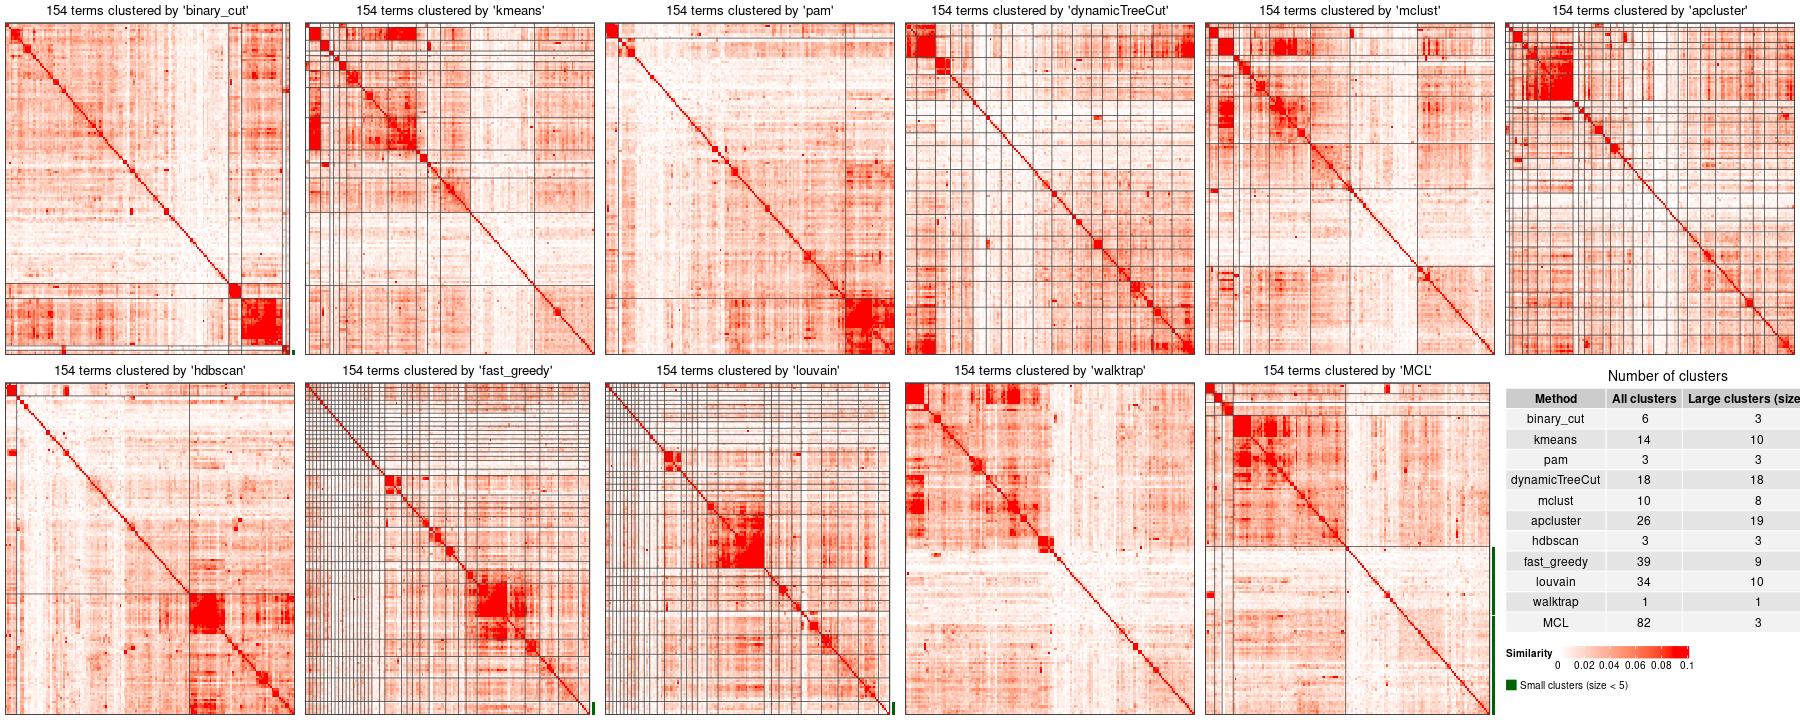 154 terms clustered by 'binary_cut'
154 terms clustered by 'kmeans'
154 terms clustered by 'pam'
154 terms clustered by 'dynamicTreeCut'
154 terms clustered by 'mclust'
154 terms clustered by 'apcluster'
154 terms clustered by 'hdbscan'
154 terms clustered by 'fast_greedy'
154 terms clustered by 'louvain'
154 terms clustered by 'walktrap'
154 terms clustered by 'MCL'
Number of clusters
Method All clusters Large clusters (size
binary_cut 6 3
kmeans 14 10
pam 3 3
dynamicTreeCut 18 18
mclust 10 8
apcluster 26 19
hdbscan 3 3
fast_greedy 39 9
louvain 34 10
walktrap 1 1
MCL 82 3
Similarity
0 0.02 0.04 0.06 0.08 0.1
Small clusters (size < 5)